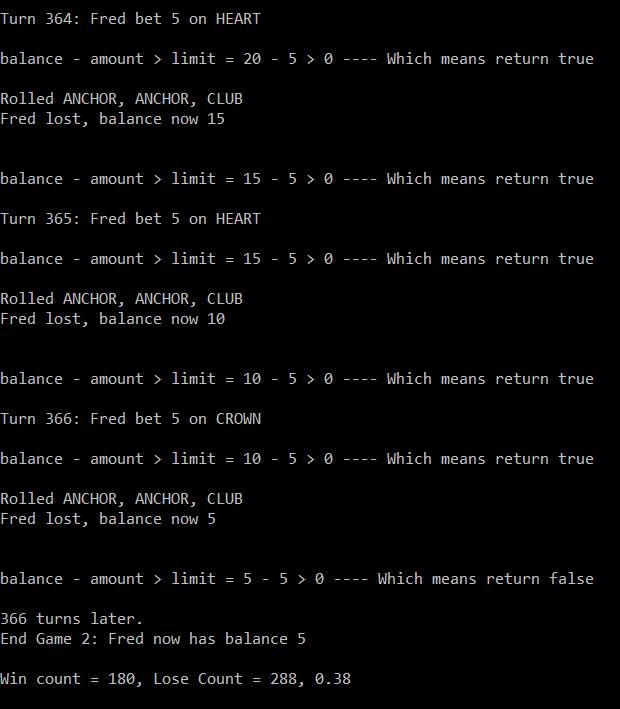 Turn 364: Fred bet 5 on HEART
balance - amount > limit = 20 - 5 > 0 ---- Which means return true
Rolled ANCHOR, ANCHOR, CLUB
Fred lost, balance now 15
balance - amount > limit = 15 - 5 > 0 ---- Which means return true
Turn 365: Fred bet 5 on HEART
balance - amount > limit = 15 - 5 > 0 ---- Which means return true
Rolled ANCHOR, ANCHOR, CLUB
Fred lost, balance now 10
balance - amount > limit = 10 - 5 > 0 ---- Which means return true
Turn 366: Fred bet 5 on CROWN
balance - amount > limit = 10 - 5 > 0 ---- Which means return true
Rolled ANCHOR, ANCHOR, CLUB
Fred lost, balance now 5
balance - amount > limit = 5 - 5 > 0 ---- Which means return false
366 turns later.
End Game 2: Fred now has balance 5
Win count = 180, Lose Count = 288, 0.38